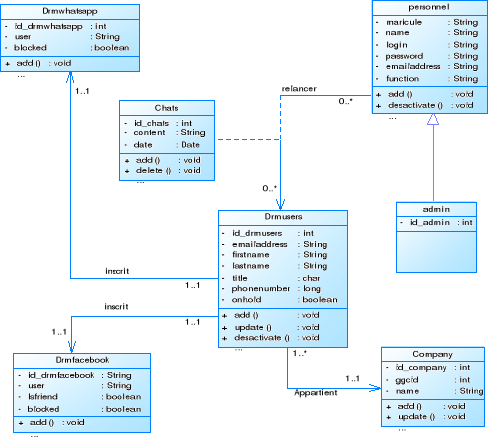 Drmwhatsapp
- id_drmwhatsapp : int
- user : String
- blocked : boolean
+ add () : void
...
personnel
- maricule : String
- name : String
- login : String
- password : String
- emailaddress : String
- function : String
+ add () : void
+ desactivate () : void
...
1..1
relancer
0..*
Chats
- id_chats : int
- content : String
- date : Date
+ add () : void
+ delete () : void
...
0..*
admin
- id_admin : int
Drmusers
- id_drmusers : int
- emailaddress : String
- firstname : String
- lastname : String
- title : char
- phonenumber : long
- onhold : boolean
+ add () : void
+ update () : void
+ desactivate () : void
...
inscrit
1..1
inscrit
1..1
1..1
Drmfacebook
- id_drmfacebook : String
- user : String
- Isfriend : boolean
- blocked : boolean
+ add () : void
...
1..*
Appartient
1..1
Company
- id_company : int
- ggcid : int
- name : String
+ add () : void
+ update () : void
...